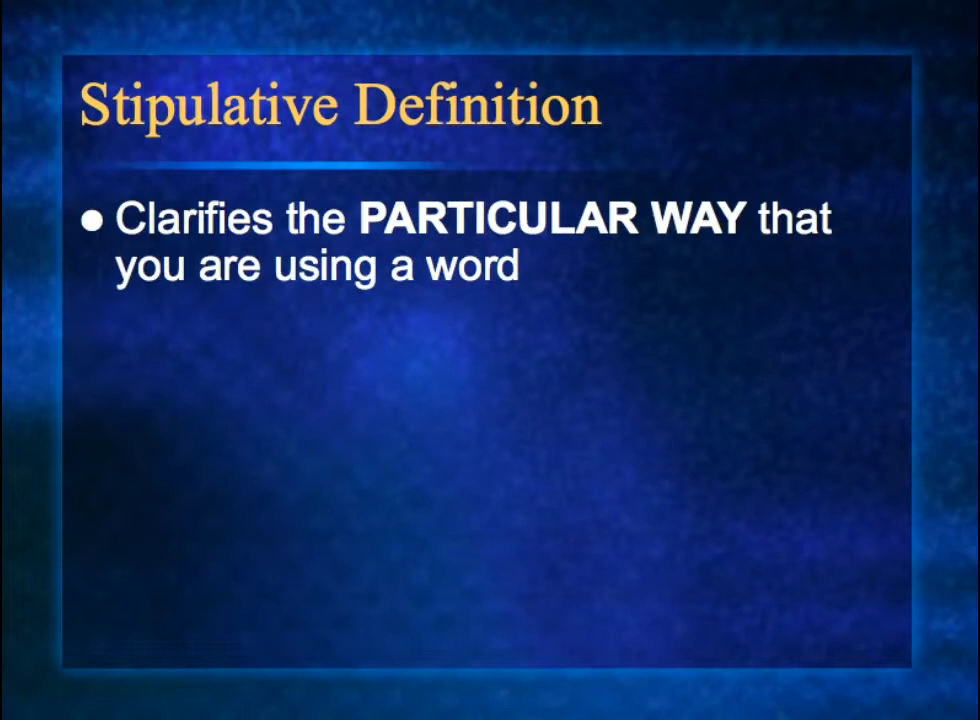 Stipulative Definition
● Clarifies the PARTICULAR WAY that
you are using a word